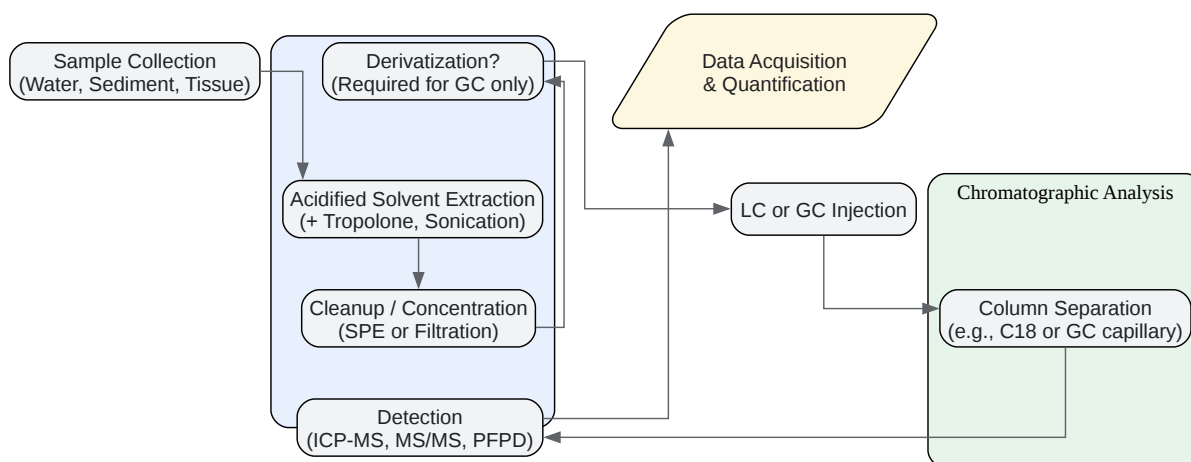 Sample Collection
(Water, Sediment, Tissue)
Derivatization?
(Required for GC only)
Data Acquisition
& Quantification
Acidified Solvent Extraction
(+ Tropolone, Sonication)
LC or GC Injection
Chromatographic Analysis
Cleanup / Concentration
(SPE or Filtration)
Column Separation
(e.g., C18 or GC capillary)
Detection
(ICP-MS, MS/MS, PFPD)